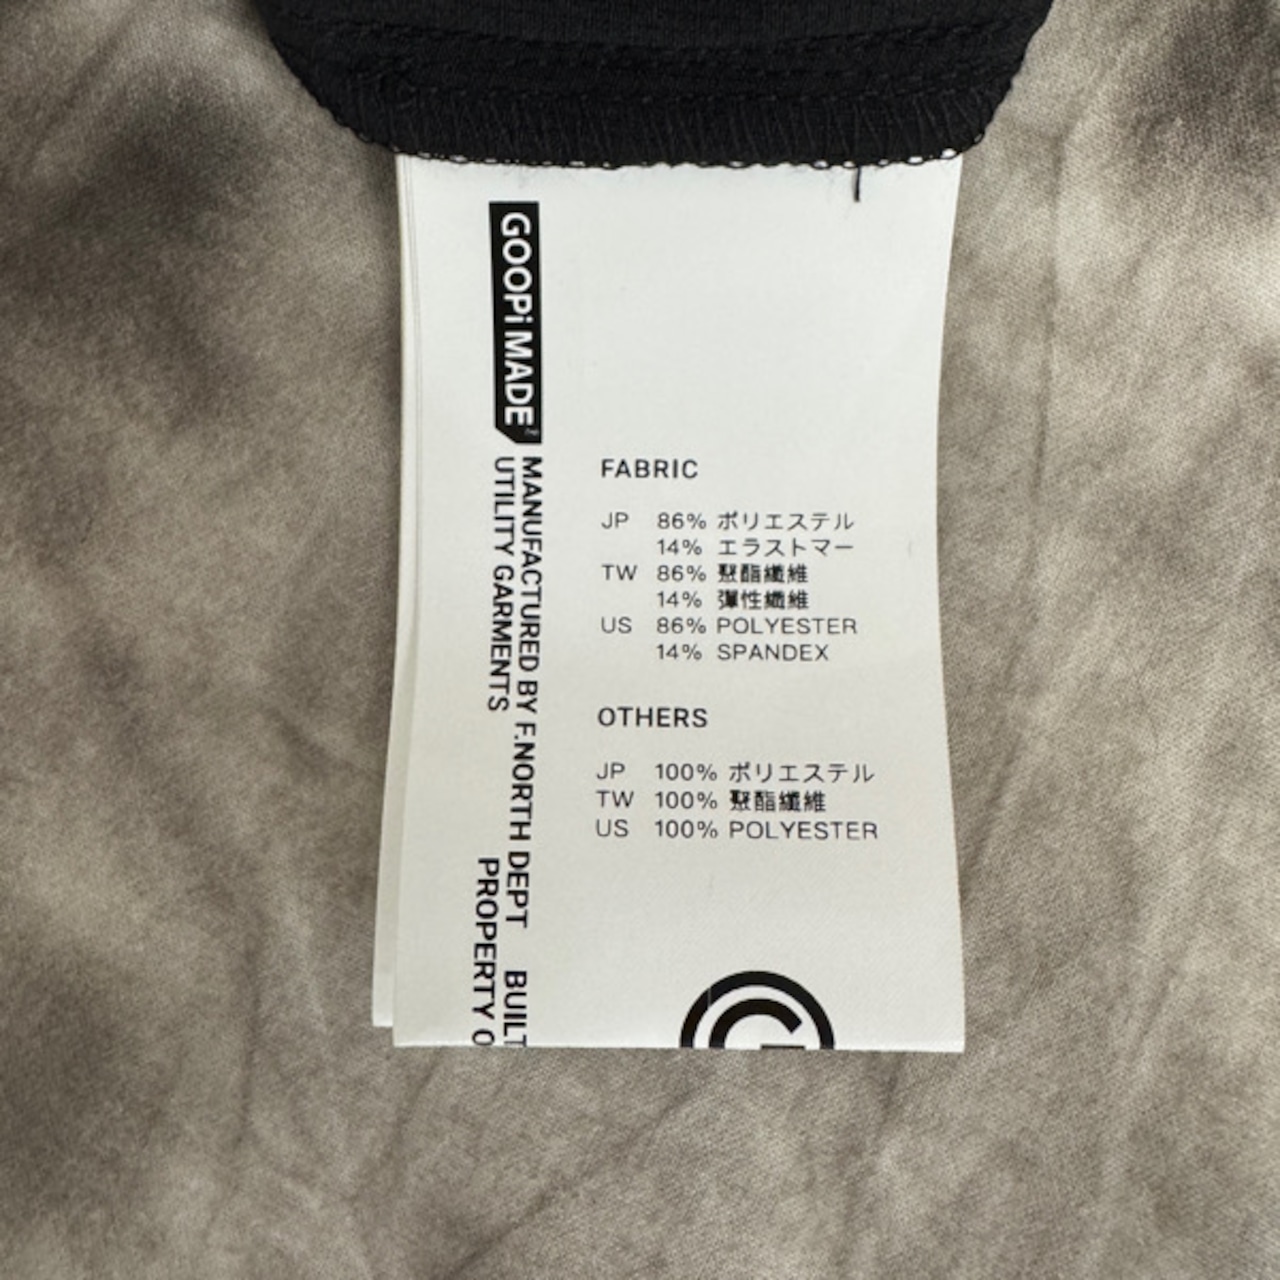 GOOPiMADE
MANUFACTURED BY F.NORTH DEPT BUILT
UTILITY GARMENTS PROPERTY O
FABRIC
JP 86% ポリエステル
14% エラストマー
TW 86% 聚酯纖維
14% 彈性纖維
US 86% POLYESTER
14% SPANDEX
OTHERS
JP 100% ポリエステル
TW 100% 聚酯纖維
US 100% POLYESTER
G